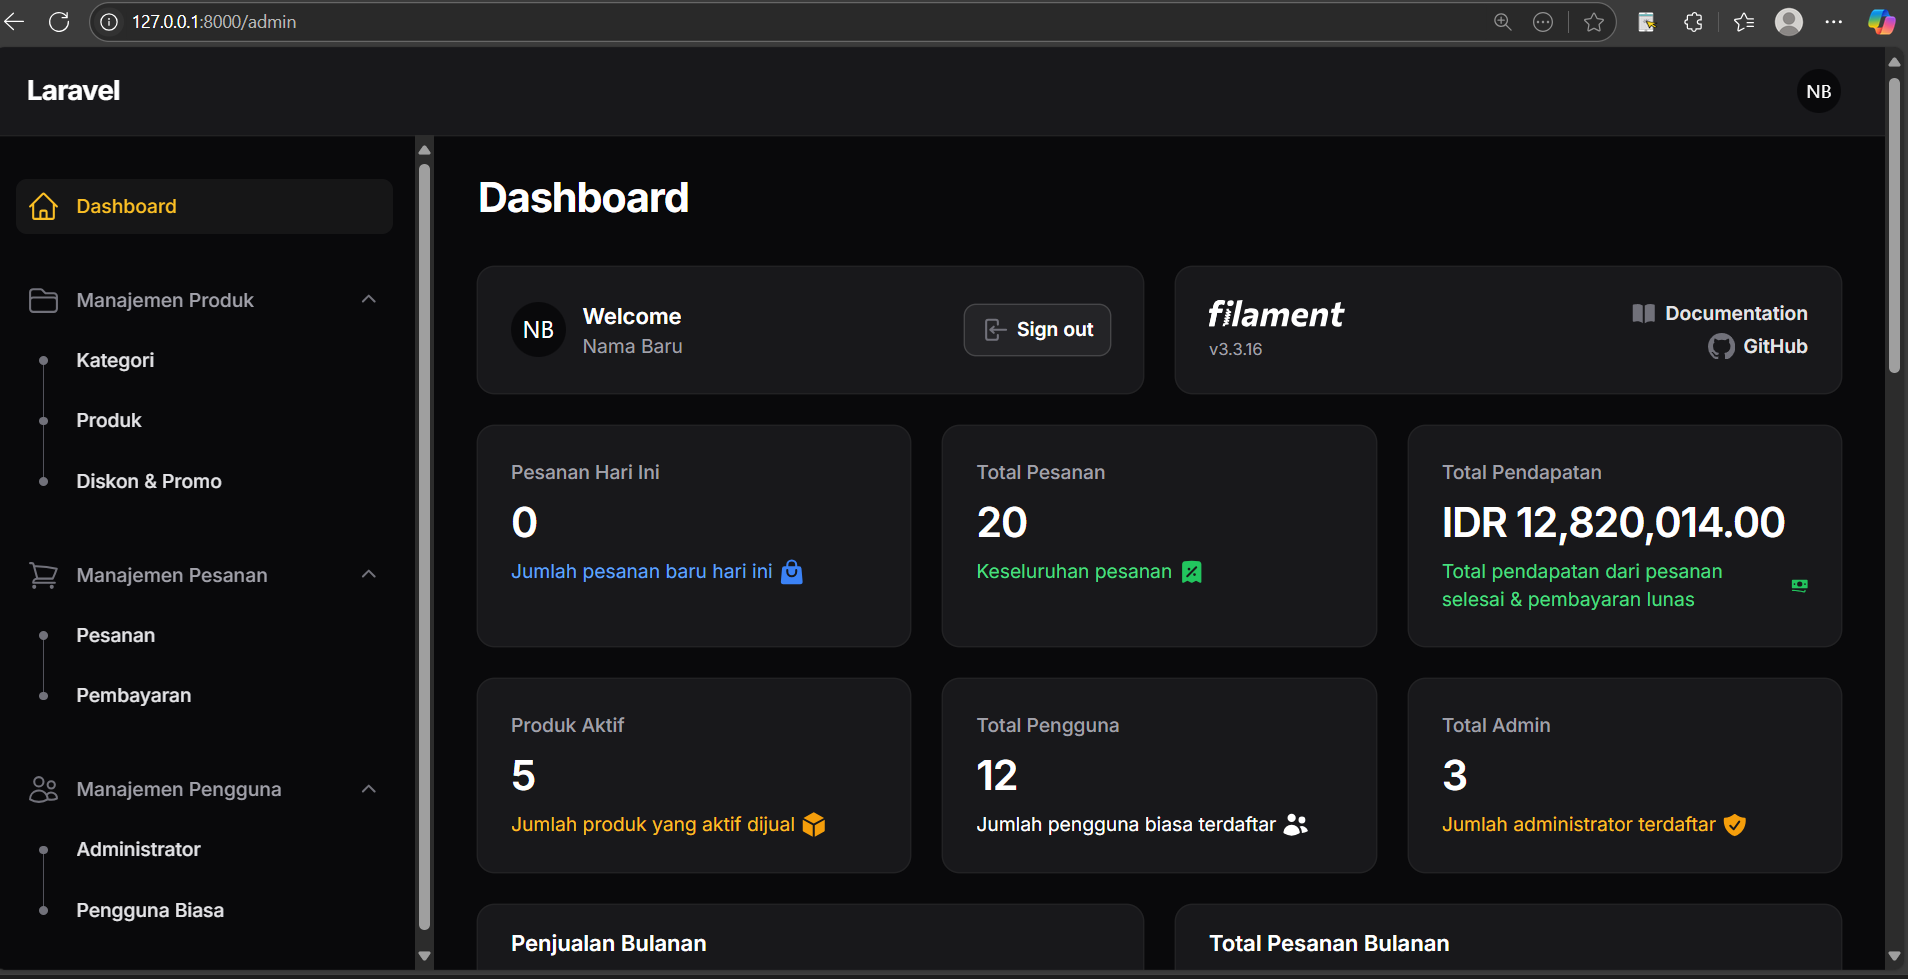 127.0.0.1:8000/admin
Laravel
NB
Dashboard
Manajemen Produk
Kategori
Produk
Diskon & Promo
Manajemen Pesanan
Pesanan
Pembayaran
Manajemen Pengguna
Administrator
Pengguna Biasa
Dashboard
NB
Welcome
Nama Baru
Sign out
filament
v3.3.16
Documentation
GitHub
Pesanan Hari Ini
0
Jumlah pesanan baru hari ini
Total Pesanan
20
Keseluruhan pesanan
Total Pendapatan
IDR 12,820,014.00
Total pendapatan dari pesanan
selesai & pembayaran lunas
Produk Aktif
5
Jumlah produk yang aktif dijual
Total Pengguna
12
Jumlah pengguna biasa terdaftar
Total Admin
3
Jumlah administrator terdaftar
Penjualan Bulanan
Total Pesanan Bulanan